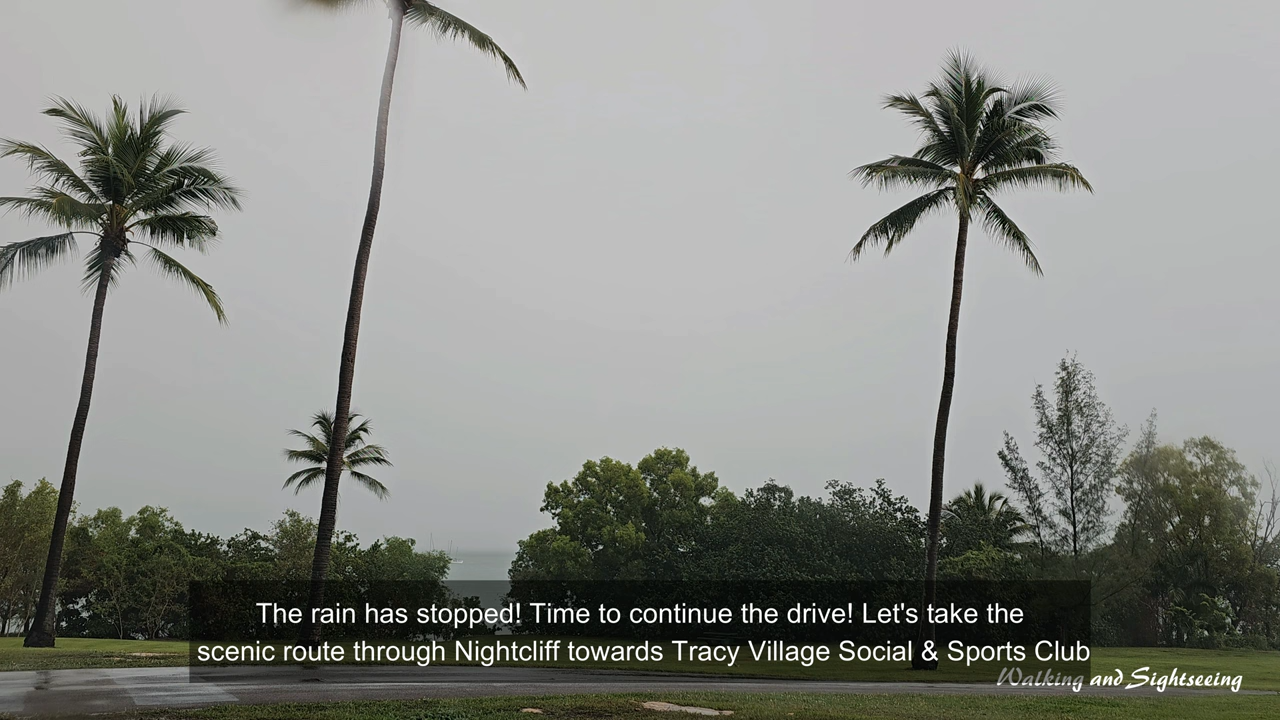 The rain has stopped! Time to continue the drive! Let's take the
scenic route through Nightcliff towards Tracy Village Social & Sports Club
Walking and Sightseeing